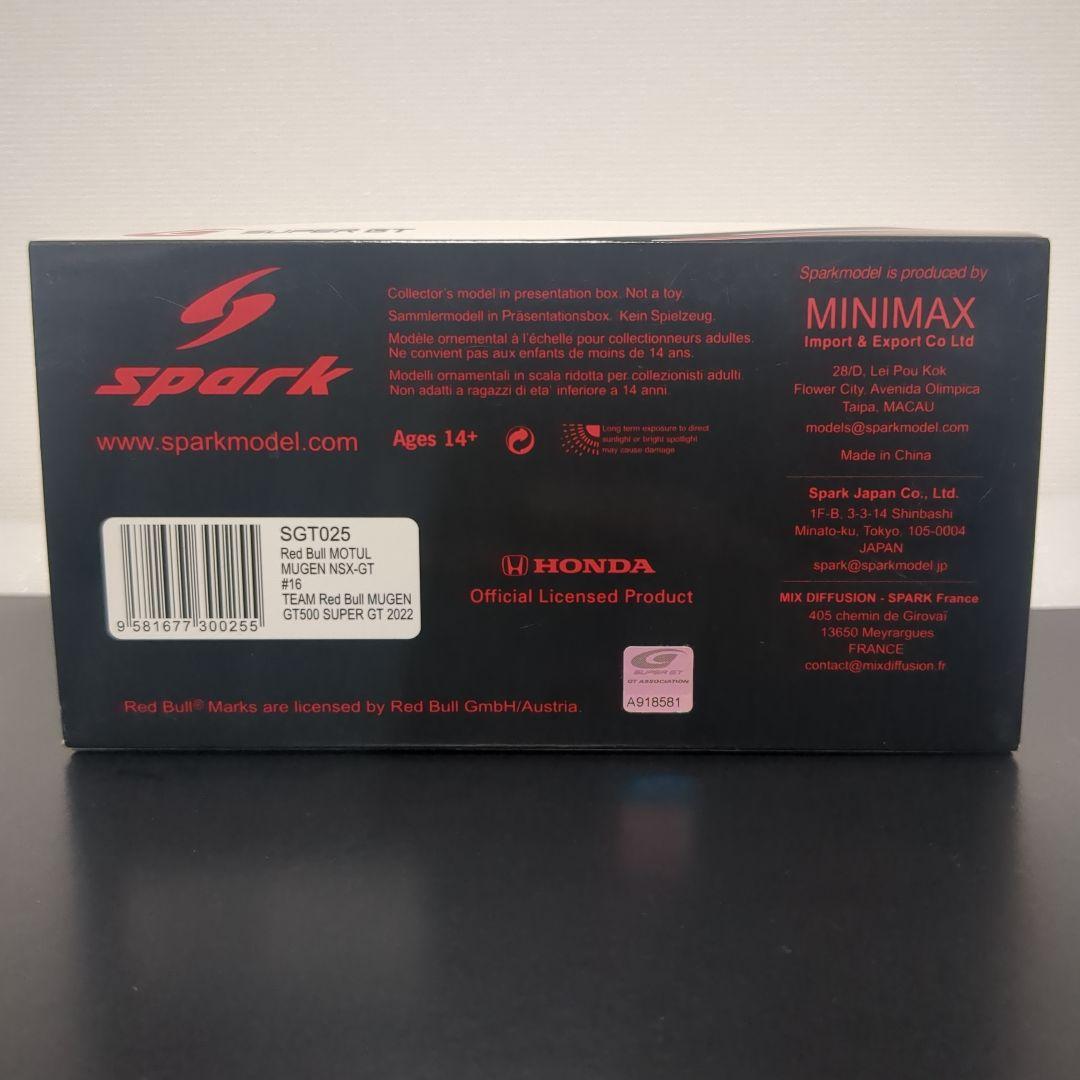 SUPER GT
spark
www.sparkmodel.com
Collector's model in presentation box. Not a toy.
Sammlermodell in Präsentationsbox. Kein Spielzeug.
Modèle ornemental à l'échelle pour collectionneurs adultes.
Ne convient pas aux enfants de moins de 14 ans.
Modelli ornamentali in scala ridotta per collezionisti adulti.
Non adatti a ragazzi di eta' inferiore a 14 anni.
Ages 14+
Long term exposure to direct
sunlight or bright spotlight
may cause damage
Sparkmodel is produced by
MINIMAX
Import & Export Co Ltd
28/D, Lei Pou Kok
Flower City, Avenida Olimpica
Taipa, MACAU
models@sparkmodel.com
Made in China
Spark Japan Co., Ltd.
1F-B, 3-3-14 Shinbashi
Minato-ku, Tokyo, 105-0004
JAPAN
spark@sparkmodel.jp
MIX DIFFUSION - SPARK France
405 chemin de Girovaï
13650 Meyrargues
FRANCE
contact@mixdiffusion.fr
SGT025
Red Bull MOTUL
MUGEN NSX-GT
#16
TEAM Red Bull MUGEN
GT500 SUPER GT 2022
9 581677 300255
HONDA
Official Licensed Product
SUPER GT
GT ASSOCIATION
A918581
Red Bull® Marks are licensed by Red Bull GmbH/Austria.